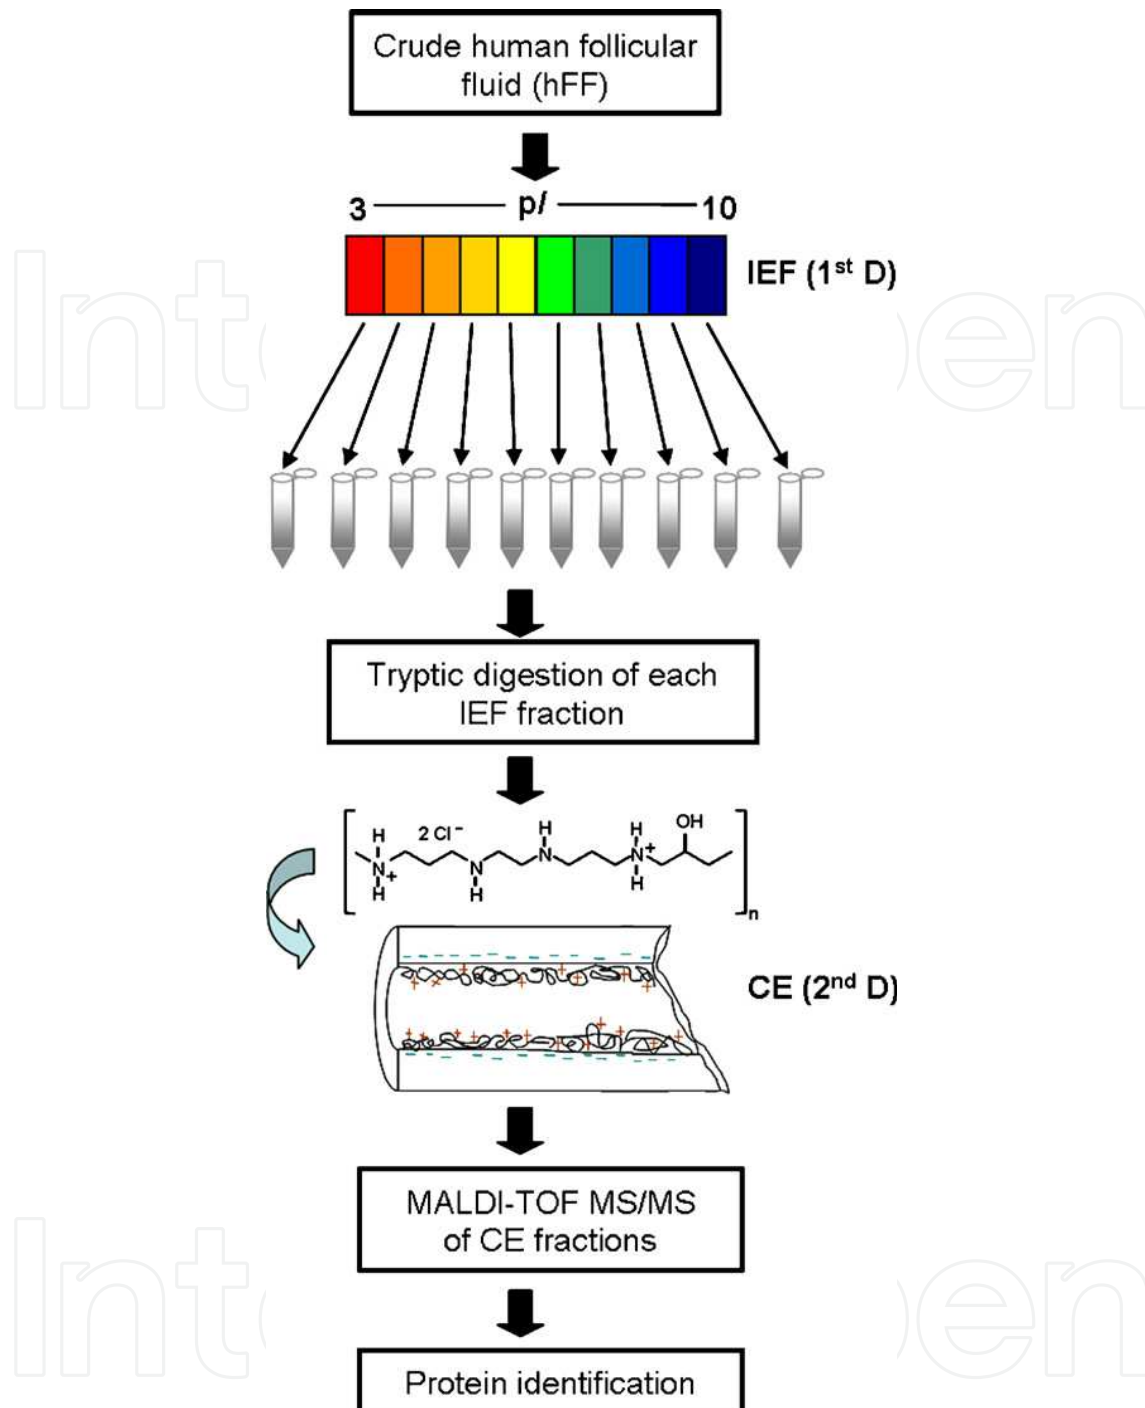 Crude human follicular
fluid (hFF)
3 pI 10
IEF (1st D)
Tryptic digestion of each
IEF fraction
H 2 Cl⁻ H H OH
N + N N N +
H H H
n
CE (2nd D)
MALDI-TOF MS/MS
of CE fractions
Protein identification